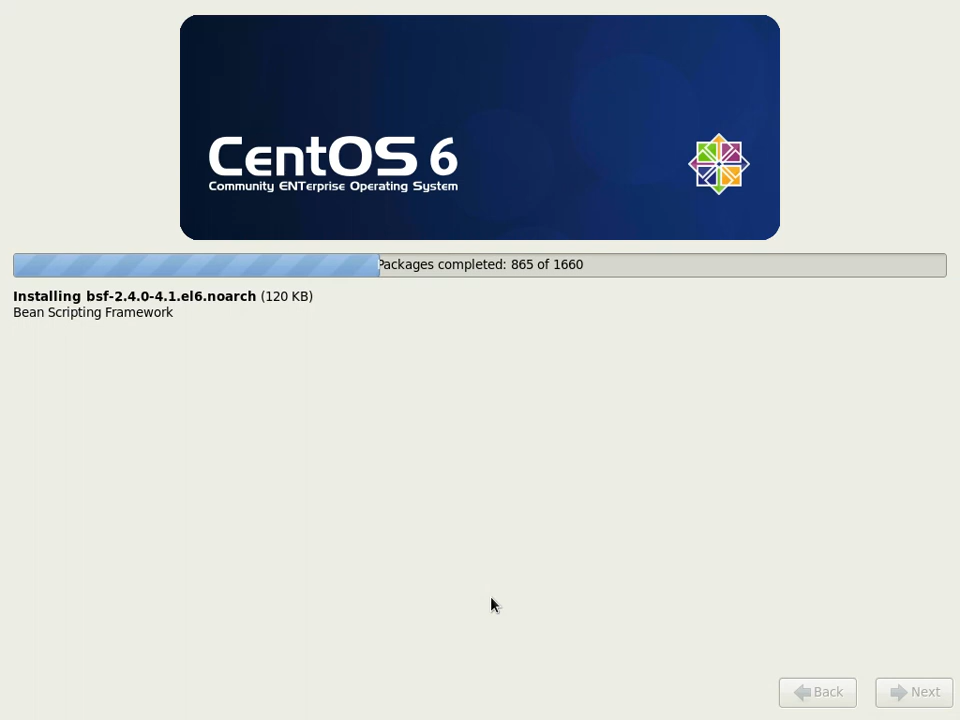 CentOS 6
Community ENTerprise Operating System
Packages completed: 865 of 1660
Installing bsf-2.4.0-4.1.el6.noarch (120 KB)
Bean Scripting Framework
Back
Next